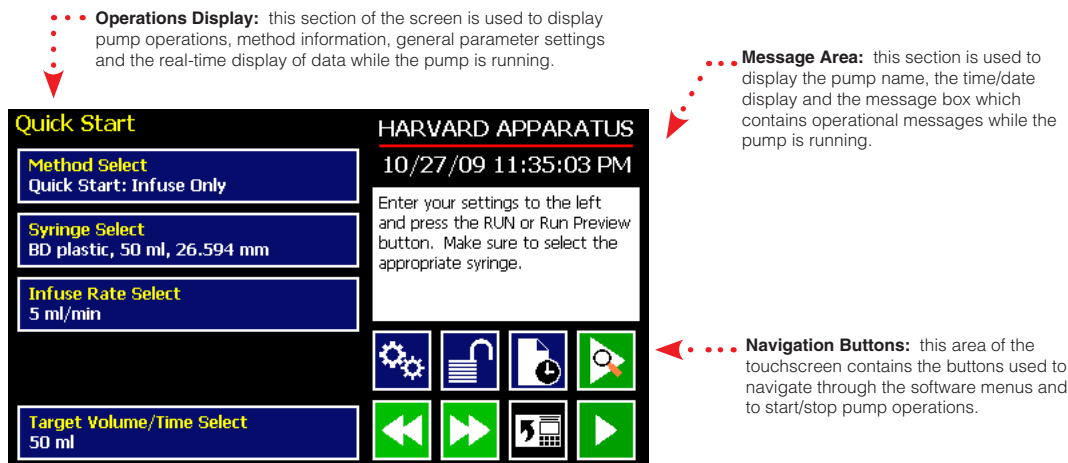 Operations Display: this section of the screen is used to display
pump operations, method information, general parameter settings
and the real-time display of data while the pump is running.
Message Area: this section is used to
display the pump name, the time/date
display and the message box which
contains operational messages while the
pump is running.
Quick Start
Method Select
Quick Start: Infuse Only
Syringe Select
BD plastic, 50 ml, 26.594 mm
Infuse Rate Select
5 ml/min
Target Volume/Time Select
50 ml
HARVARD APPARATUS
10/27/09 11:35:03 PM
Enter your settings to the left
and press the RUN or Run Preview
button. Make sure to select the
appropriate syringe.
Navigation Buttons: this area of the
touchscreen contains the buttons used to
navigate through the software menus and
to start/stop pump operations.